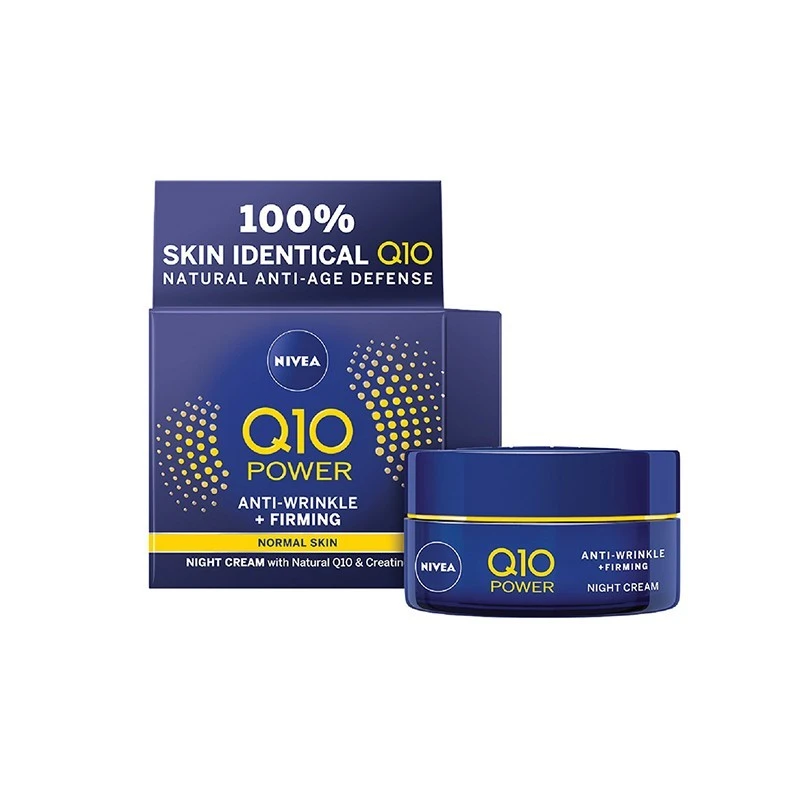 100%
SKIN IDENTICAL Q10
NATURAL ANTI-AGE DEFENSE
NIVEA
Q10
POWER
ANTI-WRINKLE
+ FIRMING
NORMAL SKIN
NIGHT CREAM with Natural Q10 & Creatin
NIVEA
Q10
POWER
ANTI-WRINKLE
+FIRMING
NIGHT CREAM